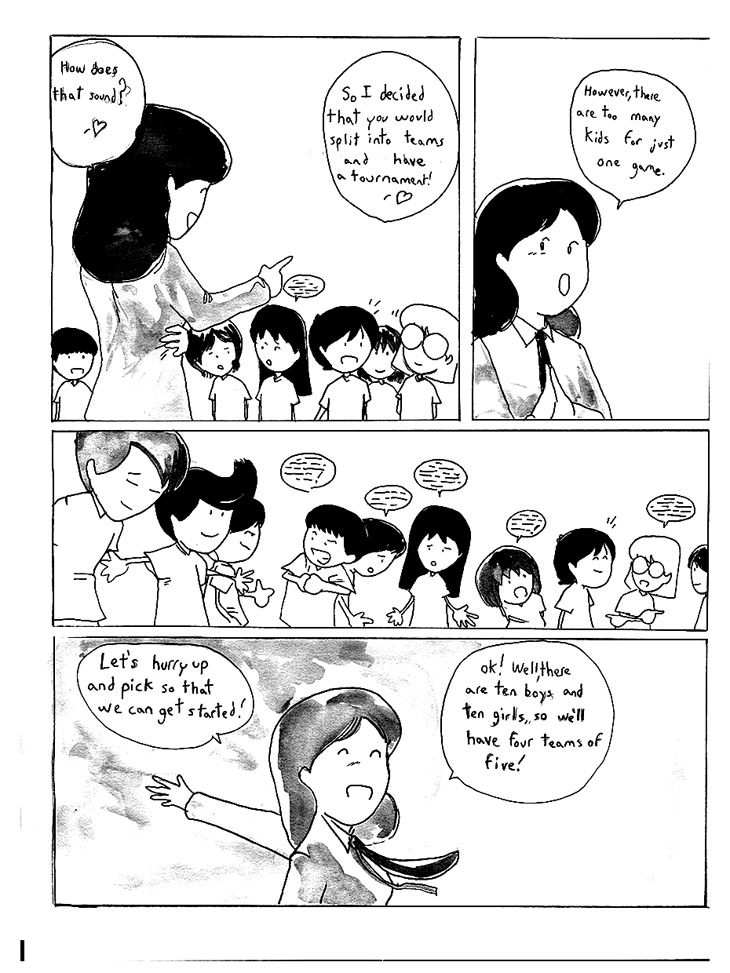 However, there
are too many
kids for just
one game.
So I decided
that you would
split into teams
and have
a tournament!
How does
that sound?
ok! Well, there
are ten boys and
ten girls, so we'll
have four teams of
five!
Let's hurry up
and pick so that
we can get started!